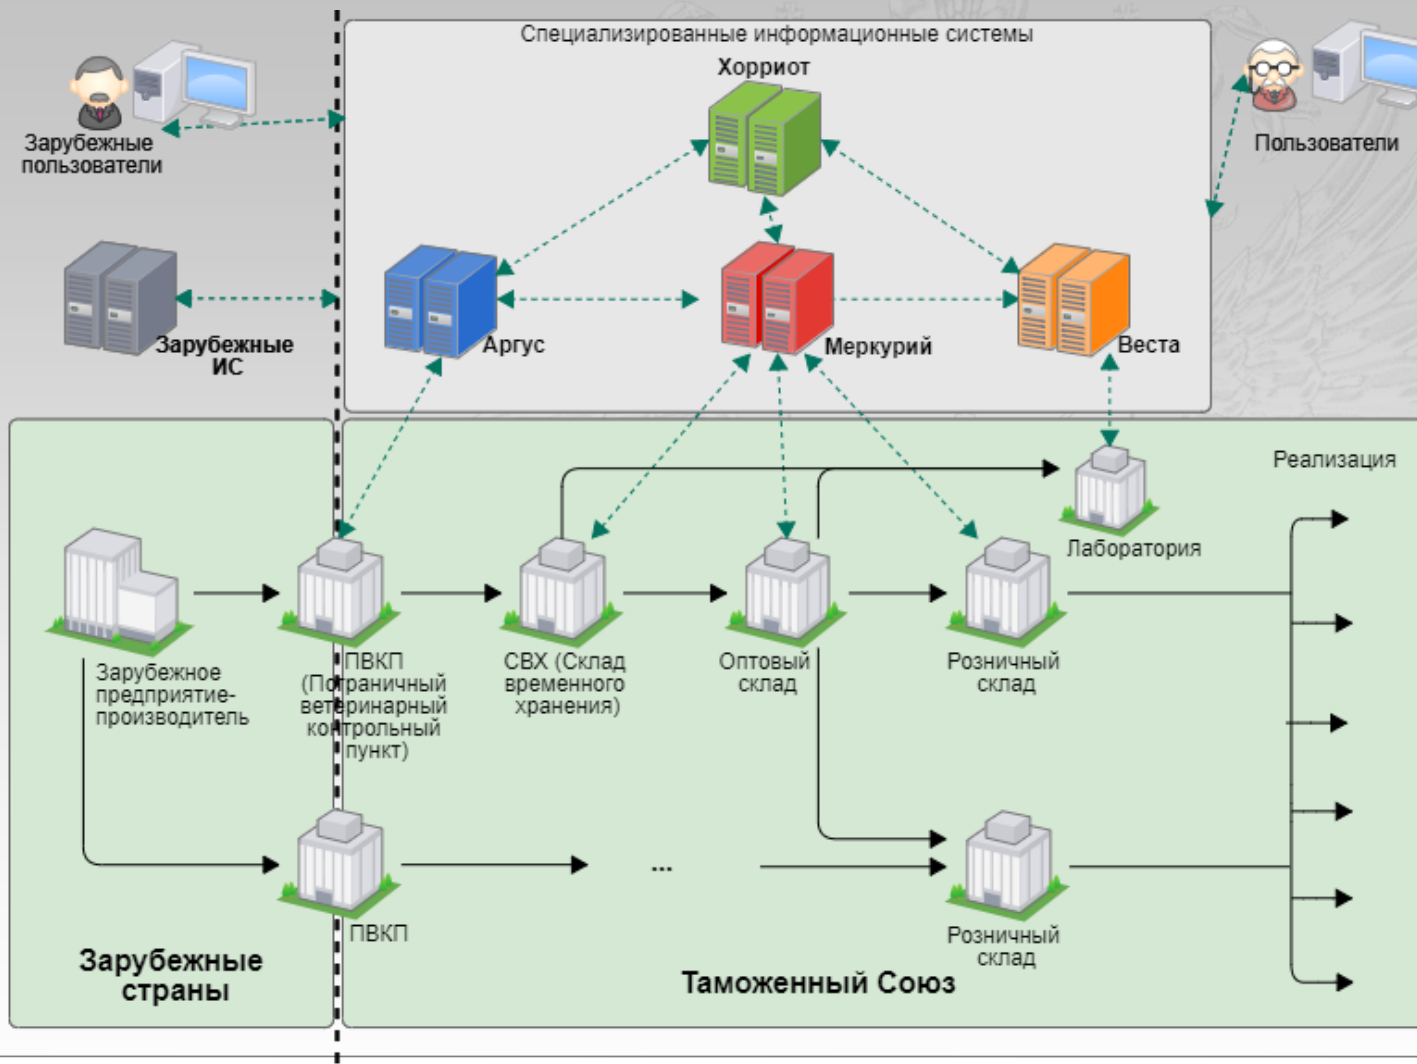 Специализированные информационные системы
Хорриот
Зарубежные
пользователи
Пользователи
Зарубежные
ИС
Аргус
Меркурий
Веста
Реализация
Лаборатория
Зарубежное
предприятие-
производитель
ПВКП
(Пограничный
ветеринарный
контрольный
пункт)
СВХ (Склад
временного
хранения)
Оптовый
склад
Розничный
склад
...
ПВКП
Розничный
склад
Зарубежные
страны
Таможенный Союз